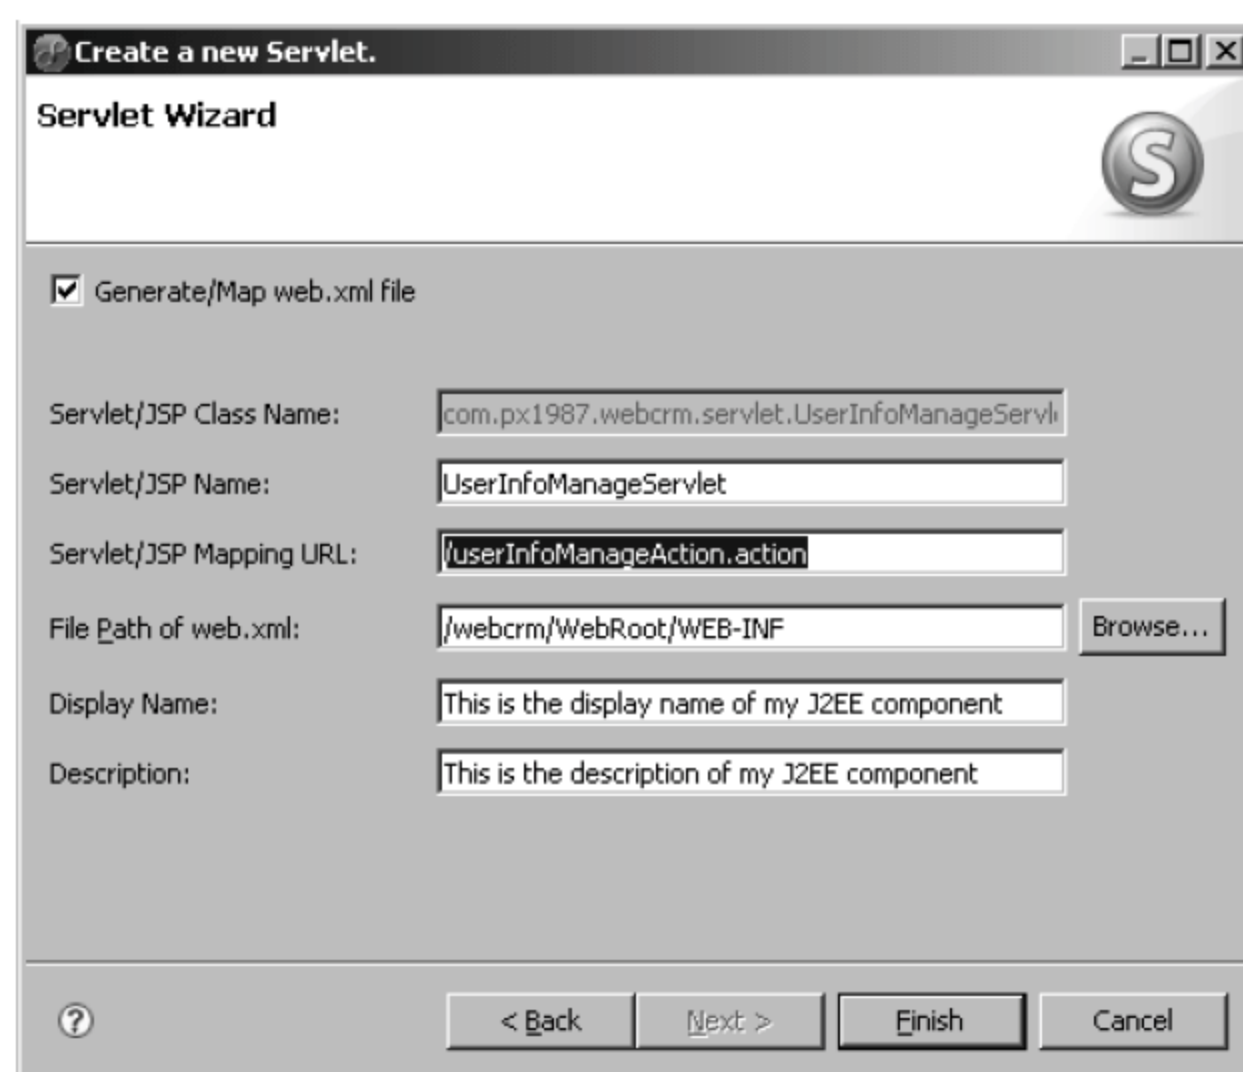 Create a new Servlet.
Servlet Wizard
S
Generate/Map web.xml file
Servlet/JSP Class Name: com.px1987.webcrm.servlet.UserInfoManageServl
Servlet/JSP Name: UserInfoManageServlet
Servlet/JSP Mapping URL: /userInfoManageAction.action
File Path of web.xml: /webcrm/WebRoot/WEB-INF Browse...
Display Name: This is the display name of my J2EE component
Description: This is the description of my J2EE component
? < Back Next > Finish Cancel